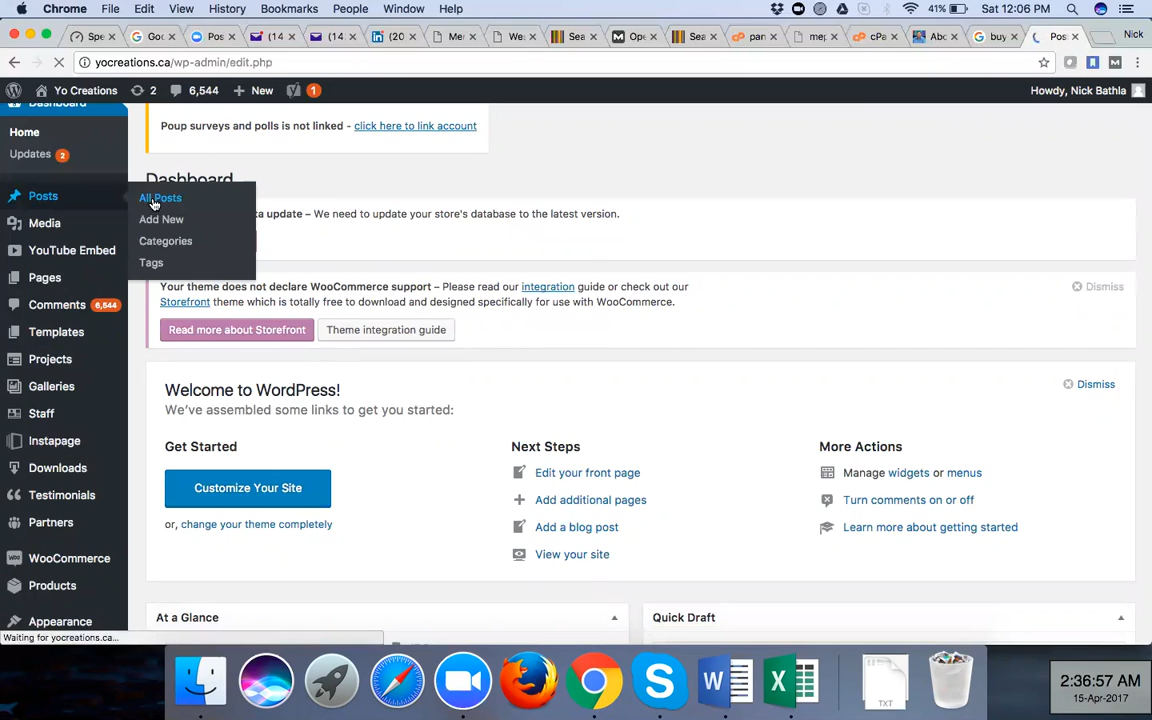 Chrome File Edit View History Bookmarks People Window Help 41% Sat 12:06 PM
Spe Goo Pos (14 (14 (20 Me We Sea Ope Sea pan mep cPa Abo buy Pos Nick
yocreations.ca/wp-admin/edit.php
Yo Creations 2 6,544 New 1 Howdy, Nick Bathla
Dashboard
Home
Updates 2
Posts
Media
YouTube Embed
Pages
Comments 6,544
Templates
Projects
Galleries
Staff
Instapage
Downloads
Testimonials
Partners
WooCommerce
Products
Appearance
Waiting for yocreations.ca...
All Posts
Add New
Categories
Tags
Poup surveys and polls is not linked - click here to link account
Dashboard
update – We need to update your store's database to the latest version.
Your theme does not declare WooCommerce support – Please read our integration guide or check out our
Storefront theme which is totally free to download and designed specifically for use with WooCommerce.
Dismiss
Read more about Storefront Theme integration guide
Welcome to WordPress!
Dismiss
We've assembled some links to get you started:
Get Started
Customize Your Site
or, change your theme completely
Next Steps
Edit your front page
Add additional pages
Add a blog post
View your site
More Actions
Manage widgets or menus
Turn comments on or off
Learn more about getting started
At a Glance
Quick Draft
TXT
2:36:57 AM
15-Apr-2017